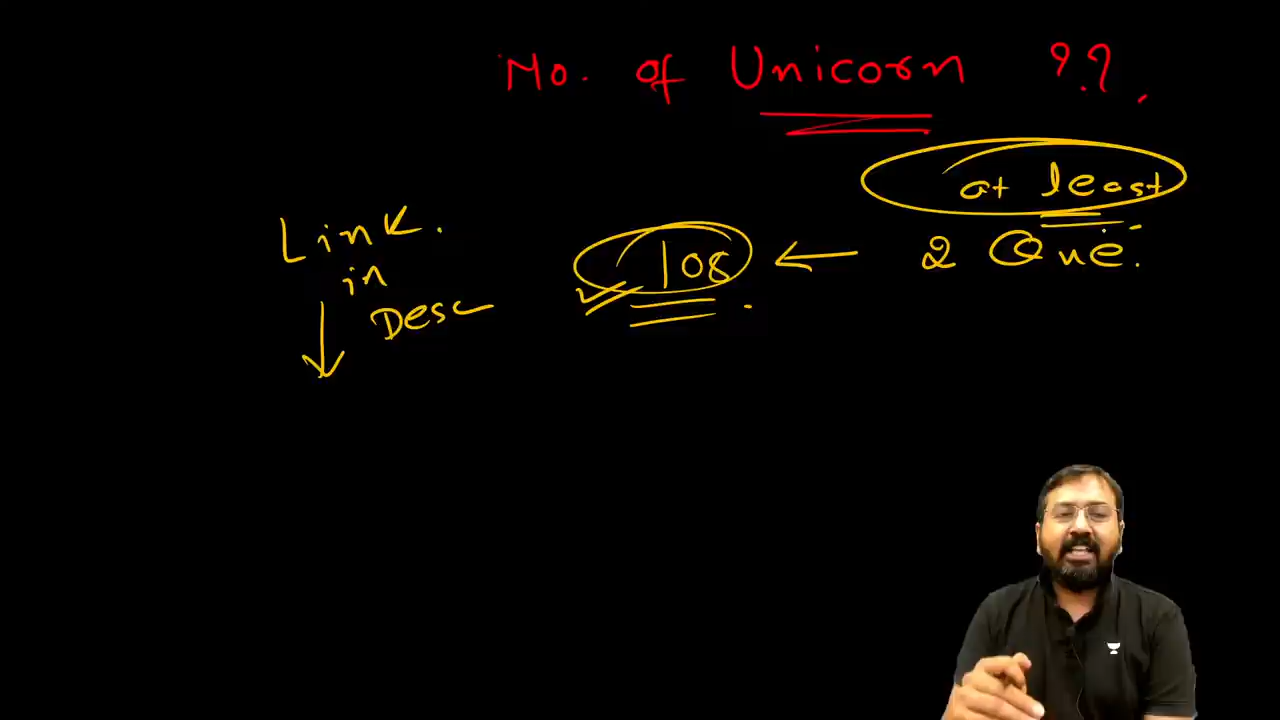 No. of Unicorn ??.
at least
2 Que.
108
Link.
in
Desc